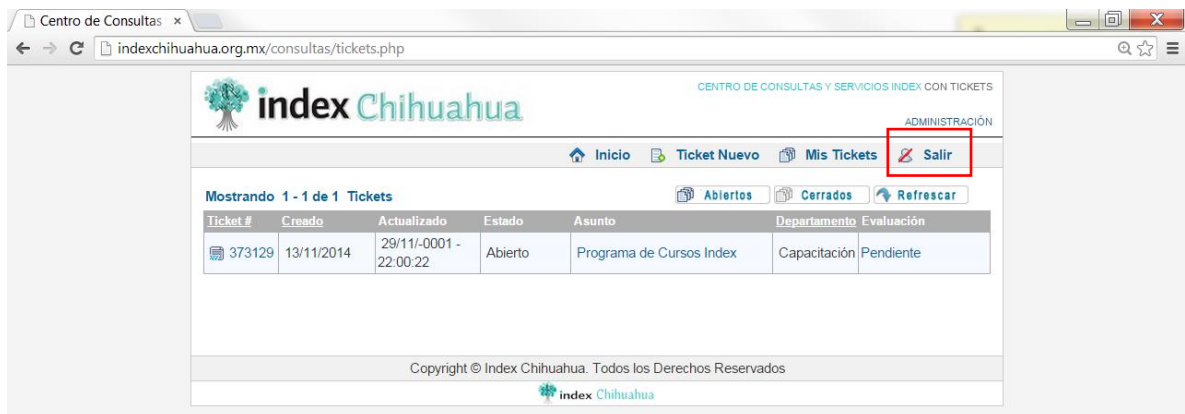 Centro de Consultas ×
indexchihuahua.org.mx/consultas/tickets.php
index Chihuahua
CENTRO DE CONSULTAS Y SERVICIOS INDEX CON TICKETS
ADMINISTRACIÓN
Inicio Ticket Nuevo Mis Tickets Salir
Mostrando 1 - 1 de 1 Tickets Abiertos Cerrados Refrescar
Ticket # Creado Actualizado Estado Asunto Departamento Evaluación
373129 13/11/2014 29/11/-0001 - 22:00:22 Abierto Programa de Cursos Index Capacitación Pendiente
Copyright © Index Chihuahua. Todos los Derechos Reservados
index Chihuahua